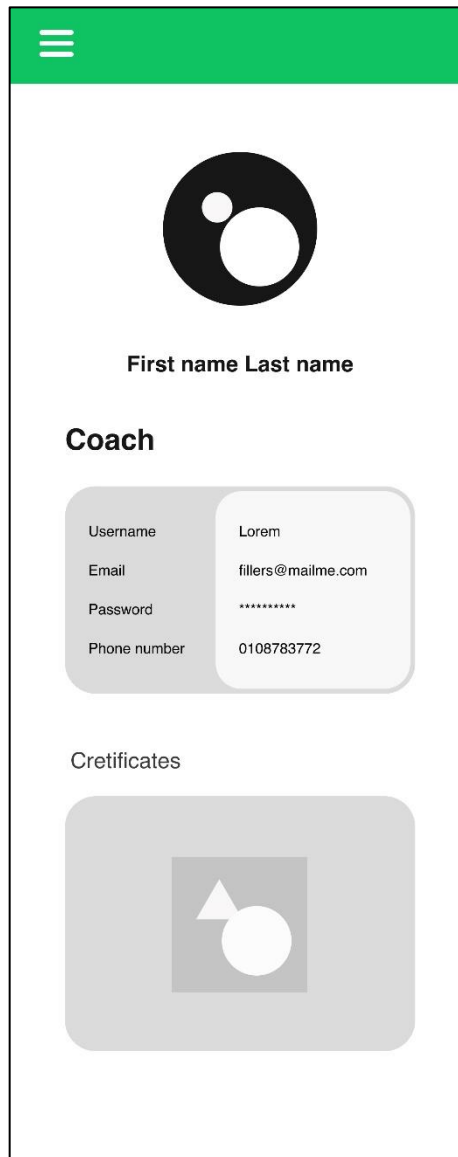 First name Last name
Coach
Username Lorem
Email fillers@mailme.com
Password **********
Phone number 0108783772
Cretificates